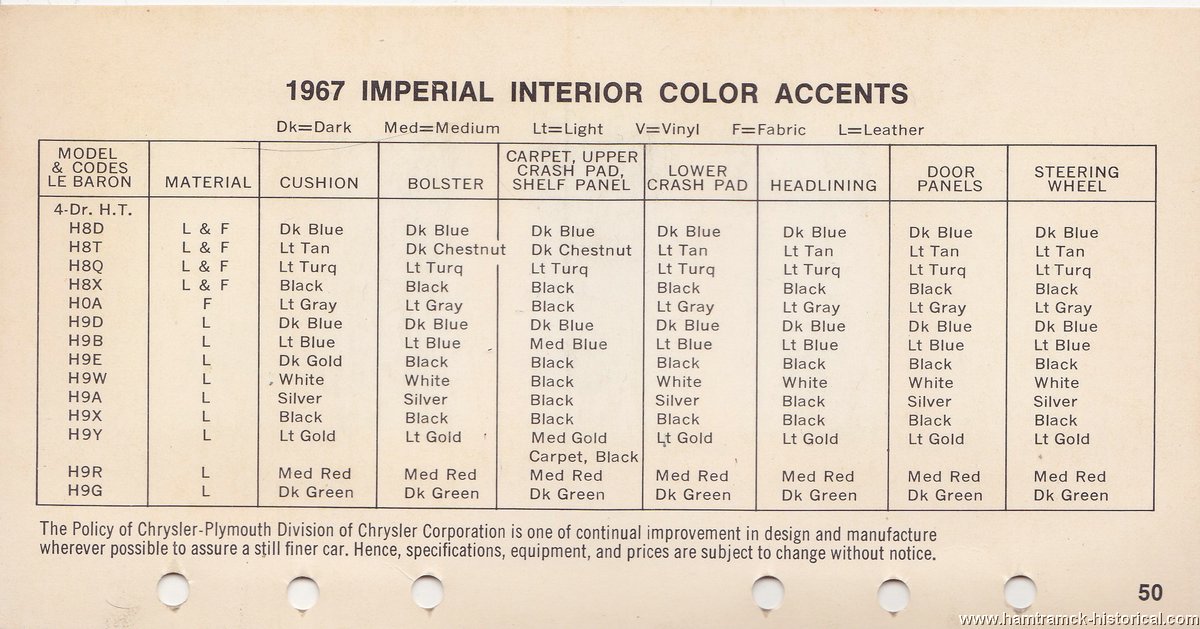 1967 IMPERIAL INTERIOR COLOR ACCENTS
Dk=Dark Med=Medium Lt=Light V=Vinyl F=Fabric L=Leather
MODEL & CODES LE BARON MATERIAL CUSHION BOLSTER CARPET, UPPER CRASH PAD, SHELF PANEL LOWER CRASH PAD HEADLINING DOOR PANELS STEERING WHEEL
4-Dr. H.T.
H8D L & F Dk Blue Dk Blue Dk Blue Dk Blue Dk Blue Dk Blue Dk Blue
H8T L & F Lt Tan Dk Chestnut Dk Chestnut Lt Tan Lt Tan Lt Tan Lt Tan
H8Q L & F Lt Turq Lt Turq Lt Turq Lt Turq Lt Turq Lt Turq Lt Turq
H8X L & F Black Black Black Black Black Black Black
H0A F Lt Gray Lt Gray Black Lt Gray Lt Gray Lt Gray Lt Gray
H9D L Dk Blue Dk Blue Dk Blue Dk Blue Dk Blue Dk Blue Dk Blue
H9B L Lt Blue Lt Blue Med Blue Lt Blue Lt Blue Lt Blue Lt Blue
H9E L Dk Gold Black Black Black Black Black Black
H9W L White White Black White White White White
H9A L Silver Silver Black Silver Black Silver Silver
H9X L Black Black Black Black Black Black Black
H9Y L Lt Gold Lt Gold Med Gold Lt Gold Lt Gold Lt Gold Lt Gold
Carpet, Black
H9R L Med Red Med Red Med Red Med Red Med Red Med Red Med Red
H9G L Dk Green Dk Green Dk Green Dk Green Dk Green Dk Green Dk Green
The Policy of Chrysler-Plymouth Division of Chrysler Corporation is one of continual improvement in design and manufacture
wherever possible to assure a still finer car. Hence, specifications, equipment, and prices are subject to change without notice.
50
www.hamtramck-historical.com